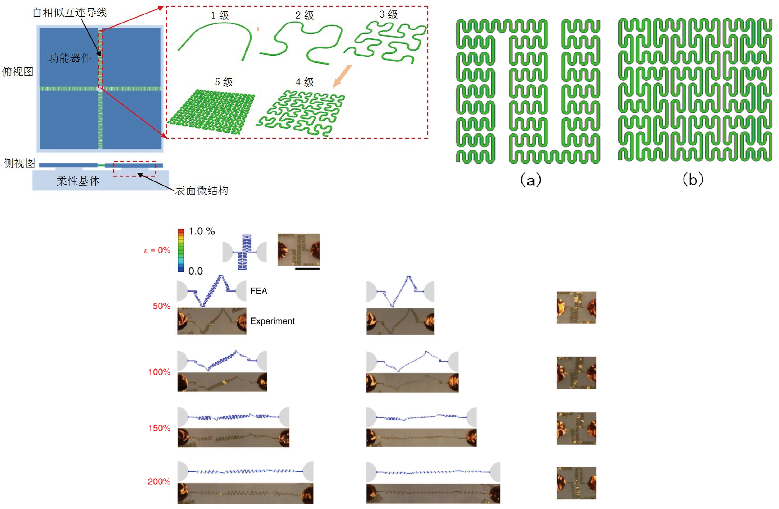 自相似互连导线
功能器件
俯视图
侧视图
柔性基体
表面微结构
1 级
2 级
3 级
5 级
4 级
(a)
(b)
ε = 0%
1.0 %
0.0
50%
FEA
Experiment
100%
150%
200%